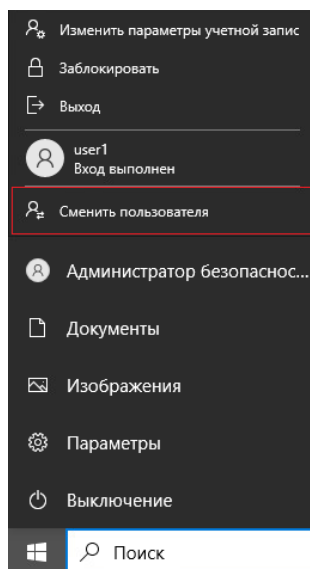 Изменить параметры учетной запис
Заблокировать
Выход
user1
Вход выполнен
Сменить пользователя
Администратор безопаснос...
Документы
Изображения
Параметры
Выключение
Поиск